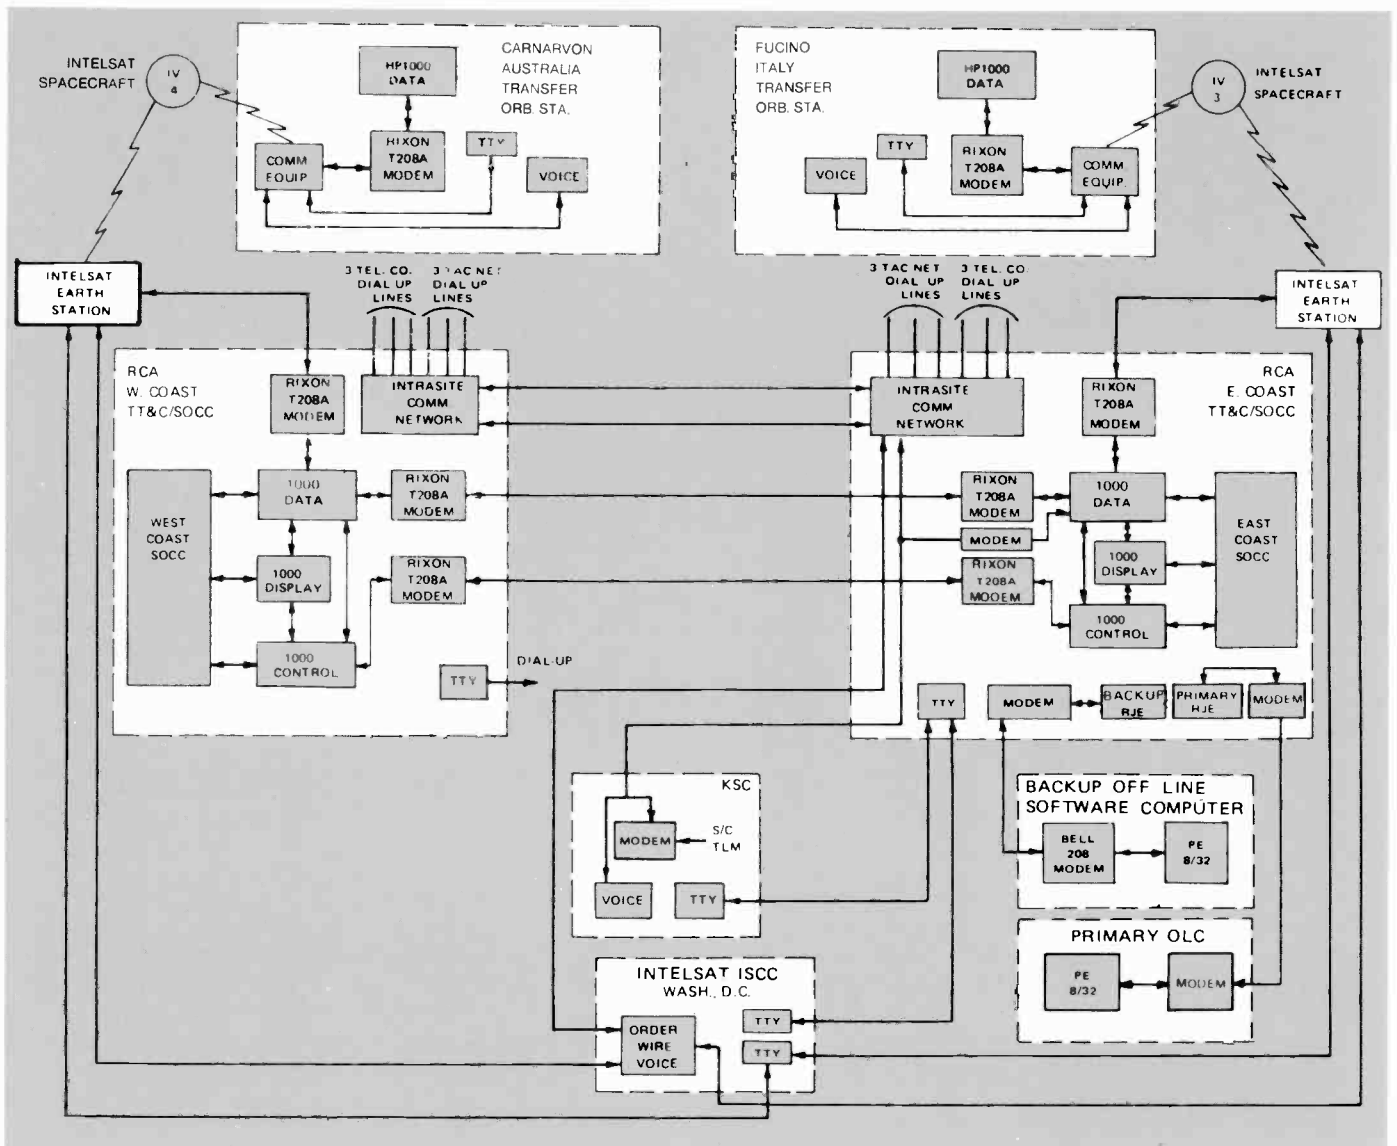 INTELSAT
SPACECRAFT
IV
4
CARNARVON
AUSTRALIA
TRANSFER
ORB. STA.
HP1000
DATA
RIXON
T208A
MODEM
COMM
EQUIP.
TTY
VOICE
FUCINO
ITALY
TRANSFER
ORB. STA.
HP1000
DATA
RIXON
T208A
MODEM
TTY
VOICE
COMM.
EQUIP.
IV
3
INTELSAT
SPACECRAFT
INTELSAT
EARTH
STATION
3 TEL. CO.
DIAL UP
LINES
3 TAC NET
DIAL UP
LINES
3 TAC NET
DIAL UP
LINES
3 TEL. CO.
DIAL UP
LINES
INTELSAT
EARTH
STATION
RCA
W. COAST
TT&C/SOCC
RIXON
T208A
MODEM
INTRASITE
COMM
NETWORK
WEST
COAST
SOCC
1000
DATA
RIXON
T208A
MODEM
1000
DISPLAY
RIXON
T208A
MODEM
1000
CONTROL
TTY
DIAL-UP
INTRASITE
COMM
NETWORK
RIXON
T208A
MODEM
RCA
E. COAST
TT&C/SOCC
RIXON
T208A
MODEM
1000
DATA
EAST
COAST
SOCC
MODEM
1000
DISPLAY
RIXON
T208A
MODEM
1000
CONTROL
TTY
MODEM
BACKUP
RJE
PRIMARY
RJE
MODEM
KSC
MODEM
S/C
TLM
VOICE
TTY
BACKUP OFF LINE
SOFTWARE COMPUTER
BELL
208
MODEM
PE
8/32
PRIMARY OLC
PE
8/32
MODEM
INTELSAT ISCC
WASH., D.C.
ORDER
WIRE
VOICE
TTY
TTY